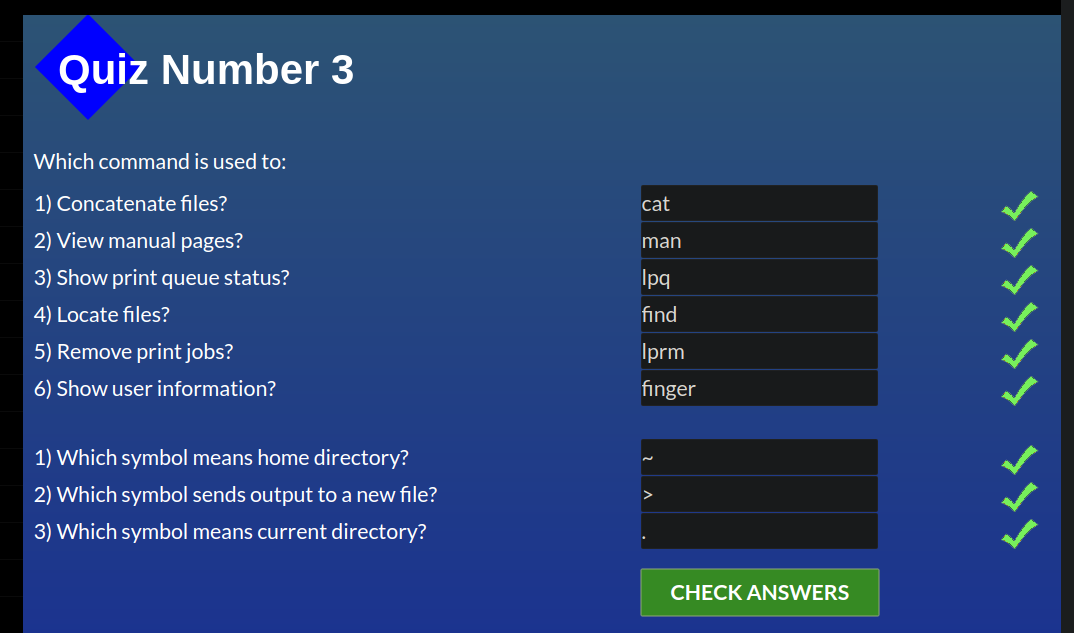 Quiz Number 3
Which command is used to:
1) Concatenate files? cat
2) View manual pages? man
3) Show print queue status? lpq
4) Locate files? find
5) Remove print jobs? lprm
6) Show user information? finger
1) Which symbol means home directory? ~
2) Which symbol sends output to a new file? >
3) Which symbol means current directory? .
CHECK ANSWERS